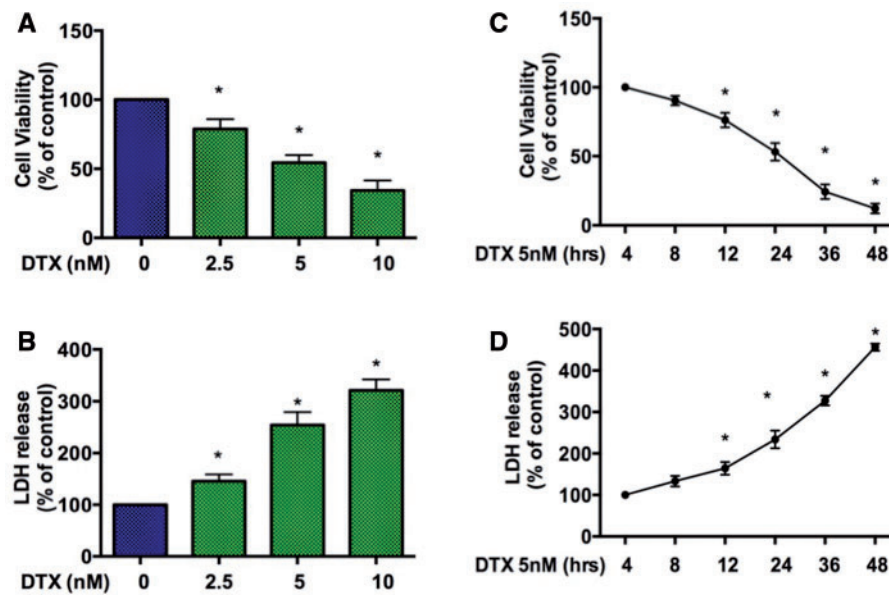 A
Cell Viability
(% of control)
150
100
50
0
*
*
*
DTX (nM) 0 2.5 5 10
B
LDH release
(% of control)
400
300
200
100
0
*
*
*
DTX (nM) 0 2.5 5 10
C
Cell Viability
(% of control)
150
100
50
0
*
*
*
*
DTX 5nM (hrs) 4 8 12 24 36 48
D
LDH release
(% of control)
500
400
300
200
100
0
*
*
*
*
DTX 5nM (hrs) 4 8 12 24 36 48